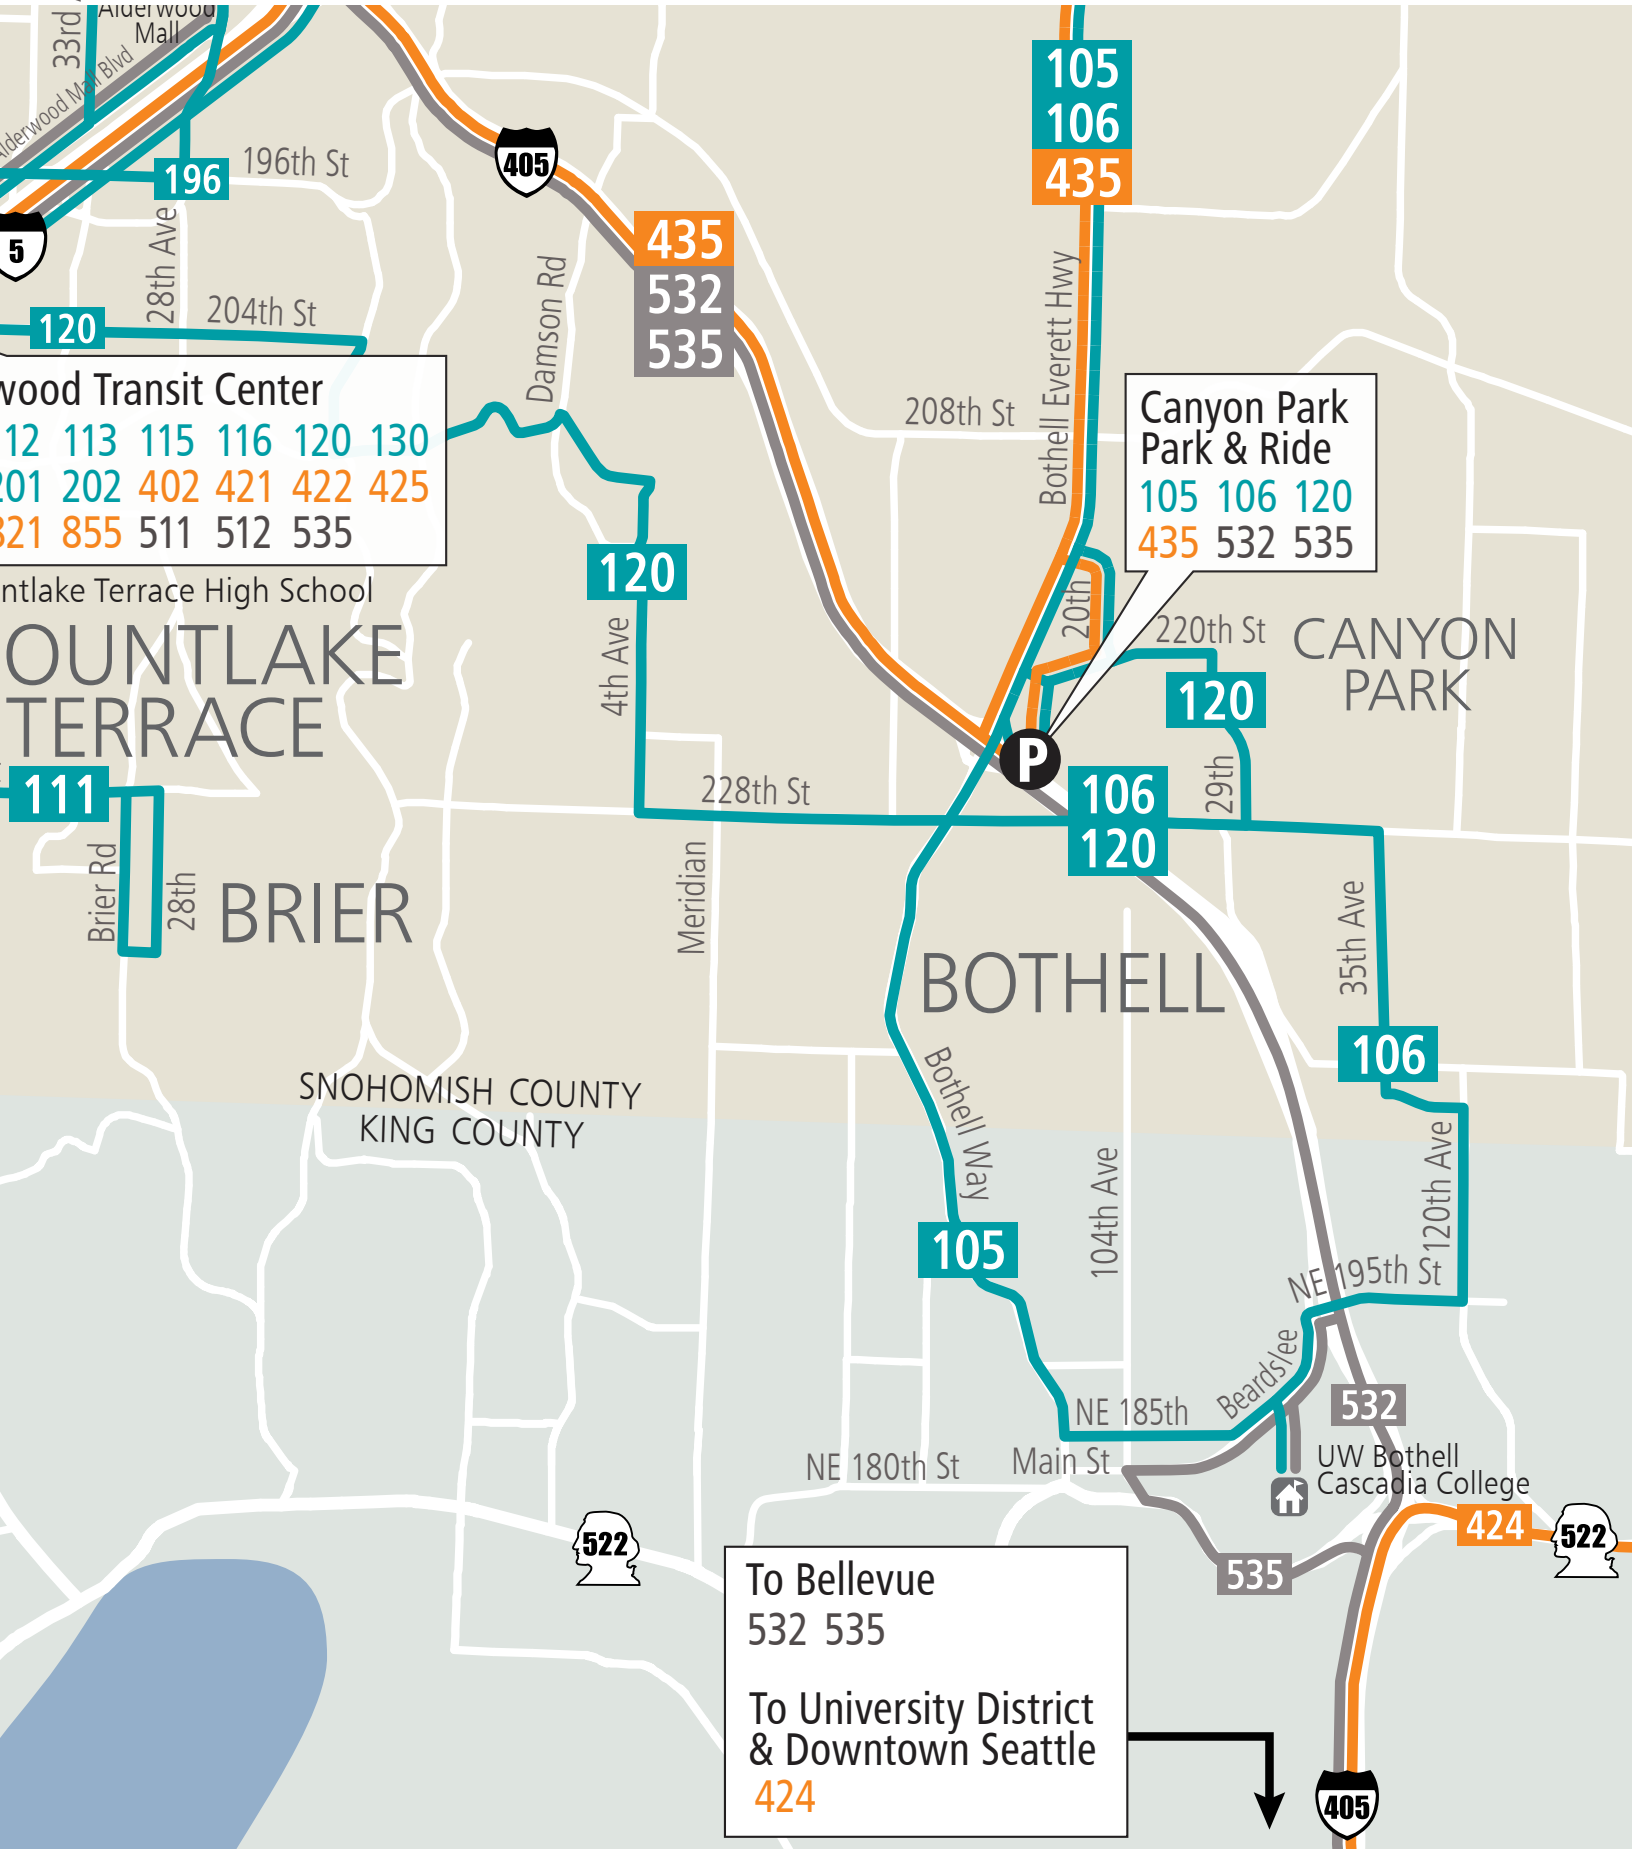 Alderwood
Mall
33rd
Alderwood Mall Blvd
196
196th St
28th Ave
5
120
204th St
405
435
532
535
Damson Rd
105
106
435
Bothell Everett Hwy
208th St
wood Transit Center
12 113 115 116 120 130
201 202 402 421 422 425
821 855 511 512 535
ntlake Terrace High School
OUNTLAKE
TERRACE
Canyon Park
Park & Ride
105 106 120
435 532 535
120
4th Ave
20th
220th St
CANYON
PARK
120
29th
P
111
Brier Rd
28th
BRIER
228th St
Meridian
106
120
35th Ave
BOTHELL
106
SNOHOMISH COUNTY
KING COUNTY
Bothell Way
104th Ave
120th Ave
105
NE 195th St
Beardslee
NE 185th
532
NE 180th St
Main St
UW Bothell
Cascadia College
424
522
522
535
To Bellevue
532 535
To University District
& Downtown Seattle
424
405